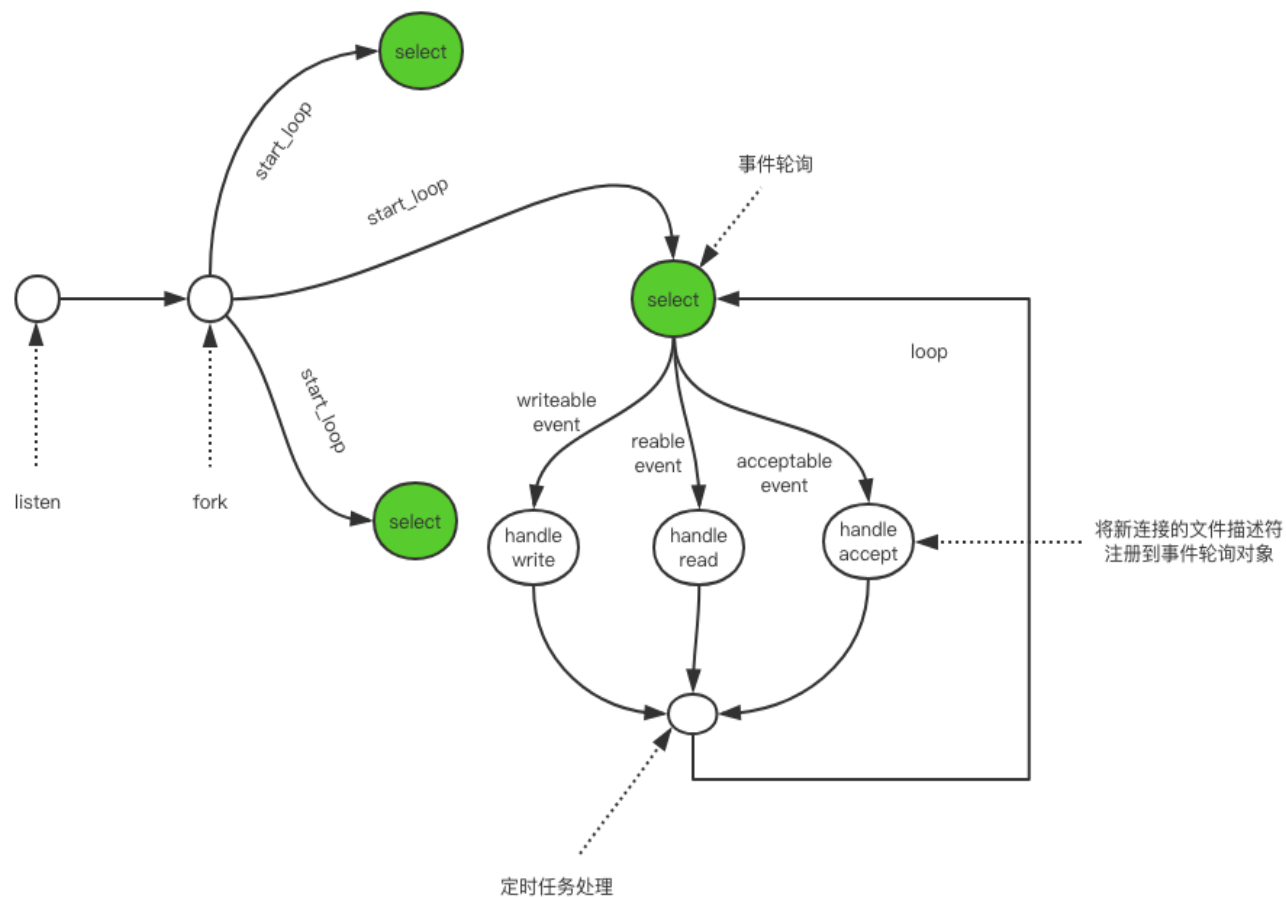 select
start_loop
事件轮询
start_loop
select
loop
start_loop
writeable
event
reable
event
acceptable
event
listen
fork
select
handle
write
handle
read
handle
accept
将新连接的文件描述符
注册到事件轮询对象
定时任务处理